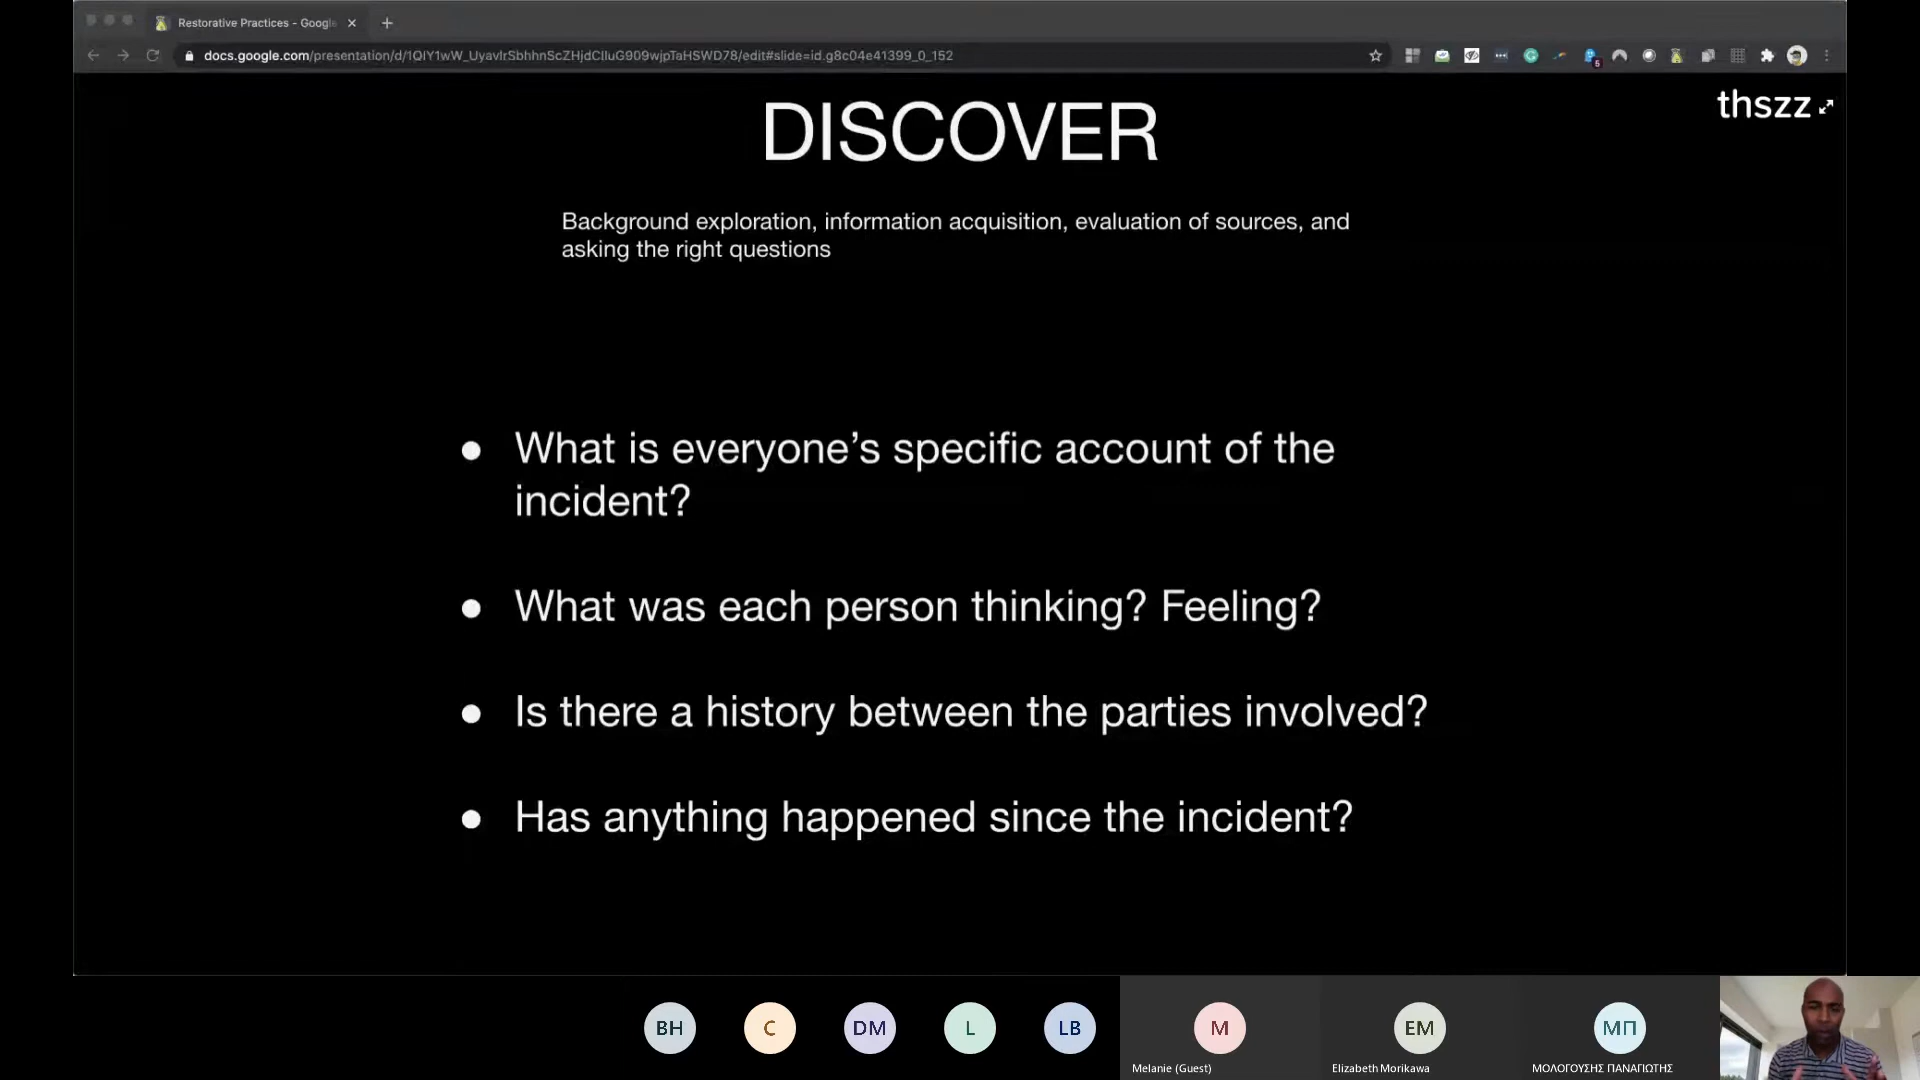 Restorative Practices - Googl
docs.google.com/presentation/d/1QIY1wW_UyavIrSbhhnScZHjdClluG909wjpTaHSWD78/edit#slide=id.g8c04e41399_0_152
5
thszz
DISCOVER
Background exploration, information acquisition, evaluation of sources, and
asking the right questions
● What is everyone’s specific account of the
incident?
● What was each person thinking? Feeling?
● Is there a history between the parties involved?
● Has anything happened since the incident?
BH
C
DM
L
LB
M
EM
ΜΠ
Melanie (Guest)
Elizabeth Morikawa
ΜΟΛΟΓΟΥΣΗΣ ΠΑΝΑΓΙΩΤΗΣ